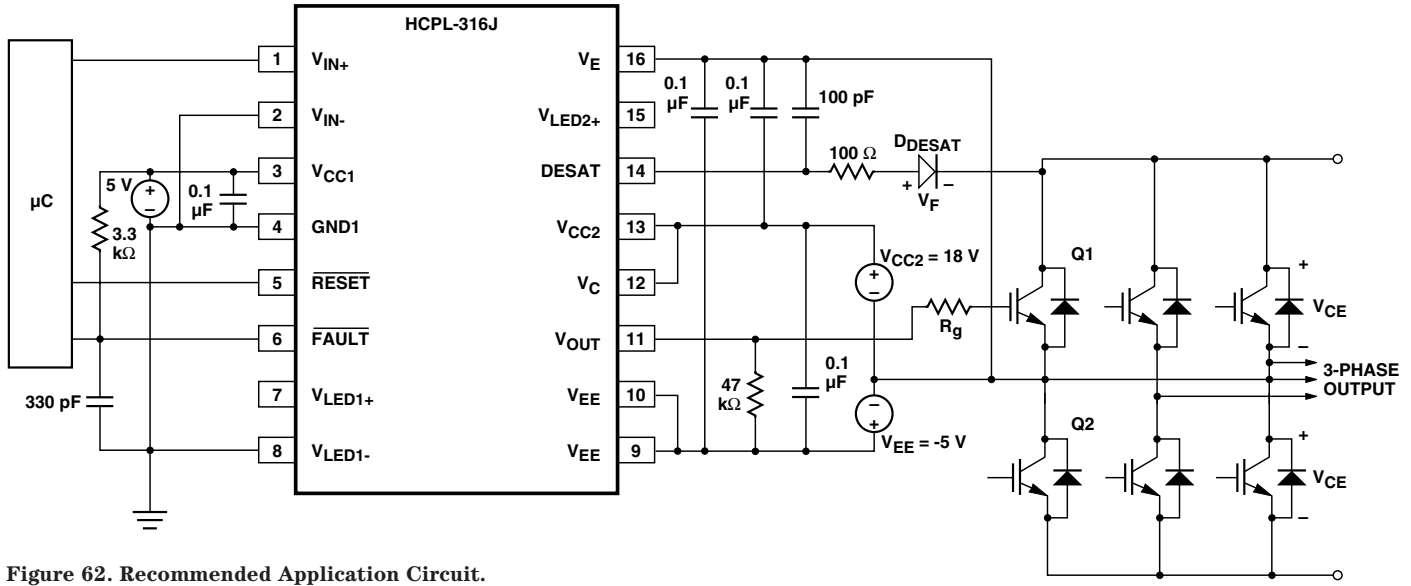 HCPL-316J
µC
1 V_IN+
2 V_IN-
3 V_CC1
4 GND1
5 R̅E̅S̅E̅T̅
6 F̅A̅U̅L̅T̅
7 V_LED1+
8 V_LED1-
V_E 16
V_LED2+ 15
DESAT 14
V_CC2 13
V_C 12
V_OUT 11
V_EE 10
V_EE 9
5 V
+
–
0.1
µF
3.3
kΩ
330 pF
0.1
µF
0.1
µF
100 pF
100 Ω
D_DESAT
+ –
V_F
V_CC2 = 18 V
+
–
R_g
47
kΩ
0.1
µF
–
+
V_EE = -5 V
Q1
Q2
+
V_CE
–
3-PHASE
OUTPUT
+
V_CE
–
Figure 62. Recommended Application Circuit.